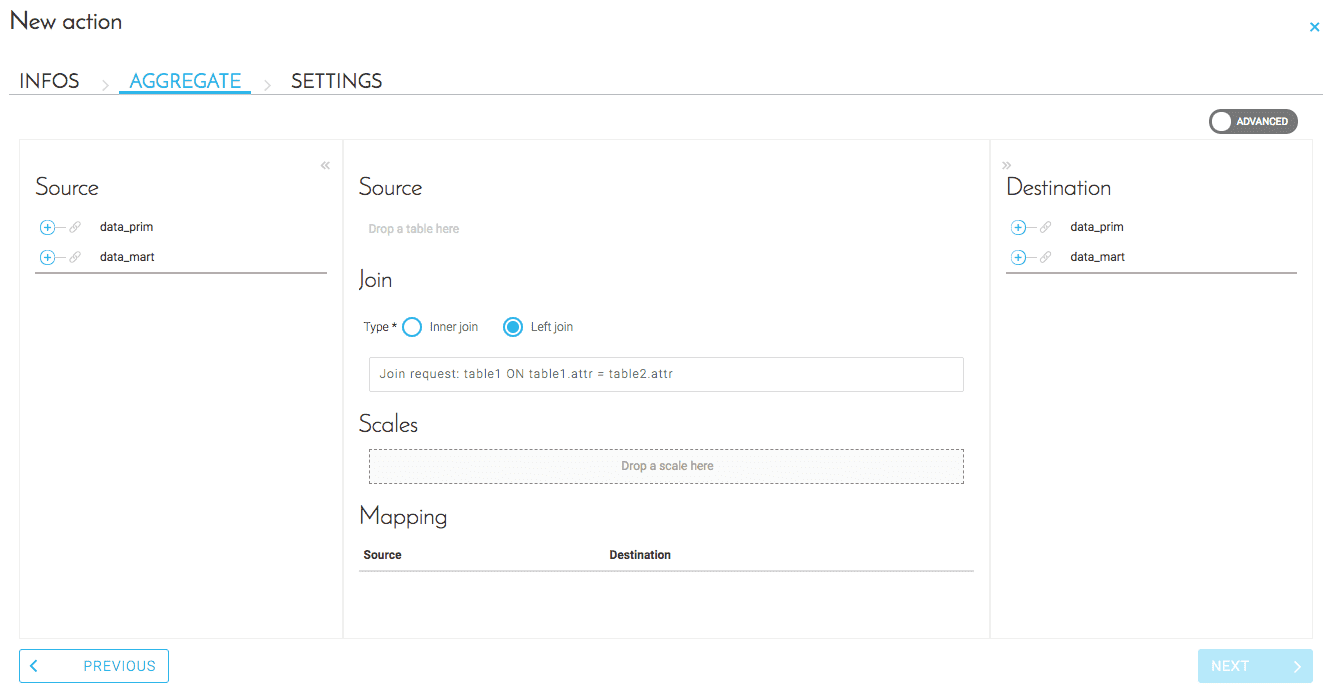 New action
INFOS
AGGREGATE
SETTINGS
ADVANCED
Source
data_prim
data_mart
Source
Drop a table here
Join
Type * Inner join Left join
Join request: table1 ON table1.attr = table2.attr
Scales
Drop a scale here
Mapping
Source Destination
Destination
data_prim
data_mart
PREVIOUS
NEXT